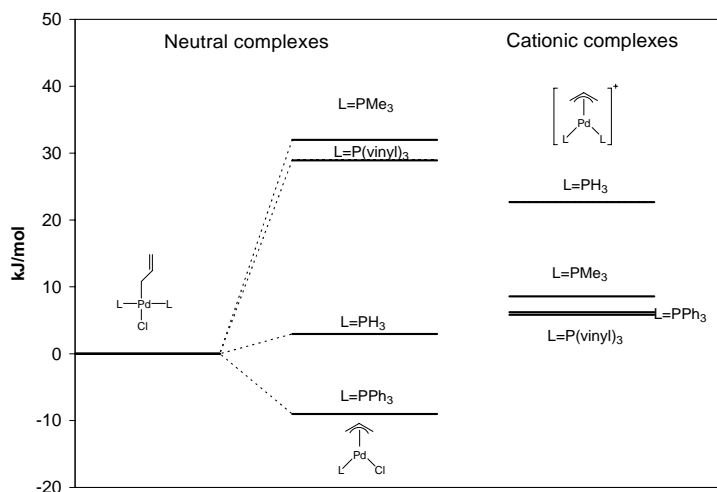 Neutral complexes
Cationic complexes
kJ/mol
50
40
30
20
10
0
-10
-20
L=PMe3
L=P(vinyl)3
L=PH3
L=PPh3
L Pd L
Cl
Pd
L Cl
+
Pd
L L
L=PH3
L=PMe3
L=PPh3
L=P(vinyl)3